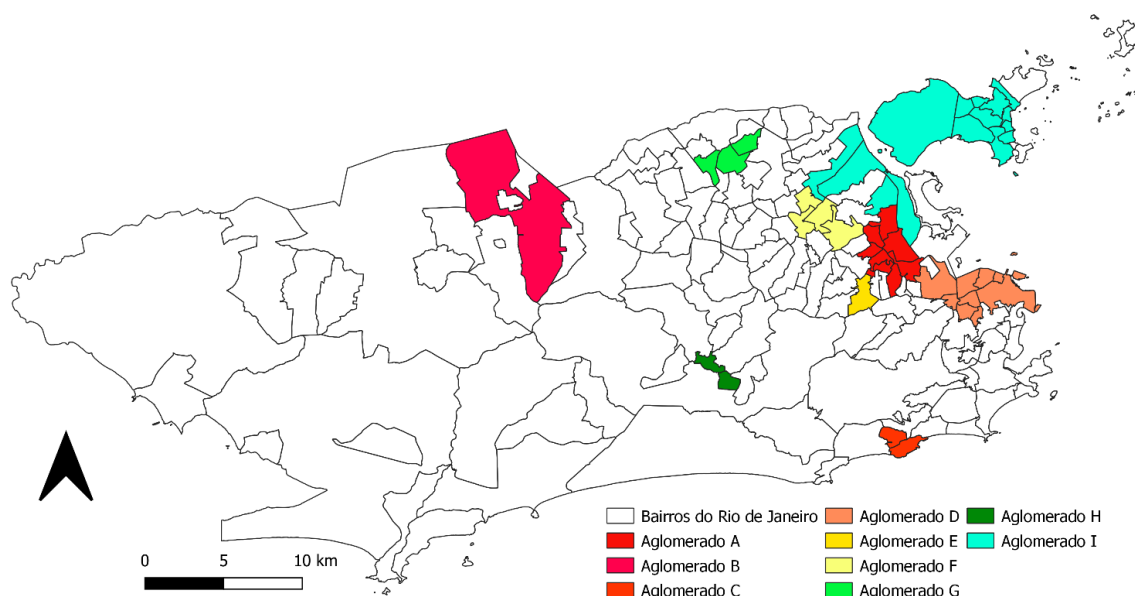 Bairros do Rio de Janeiro Aglomerado D Aglomerado H
Aglomerado A Aglomerado E Aglomerado I
Aglomerado B Aglomerado F
Aglomerado C Aglomerado G
0 5 10 km